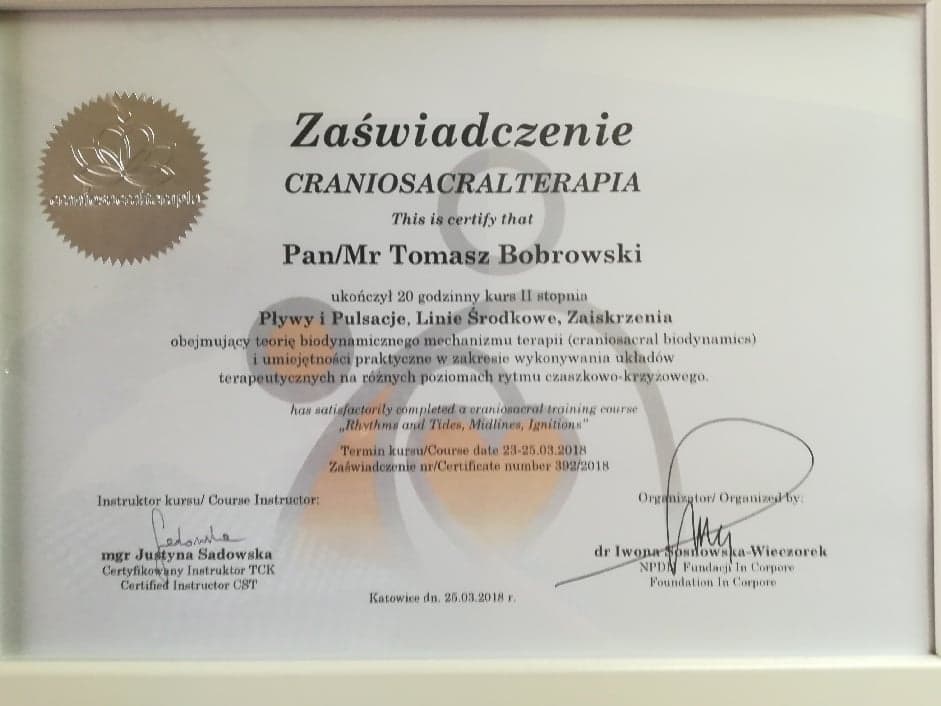 craniosacralterapia
Zaświadczenie
CRANIOSACRALTERAPIA
This is certify that
Pan/Mr Tomasz Bobrowski
ukończył 20 godzinny kurs II stopnia
Pływy i Pulsacje, Linie Środkowe, Zaiskrzenia
obejmujący teorię biodynamicznego mechanizmu terapii (craniosacral biodynamics)
i umiejętności praktyczne w zakresie wykonywania układów
terapeutycznych na różnych poziomach rytmu czaszkowo-krzyżowego.
has satisfactorily completed a craniosacral training course
„Rhythms and Tides, Midlines, Ignitions"
Termin kursu/Course date 23-25.03.2018
Zaświadczenie nr/Certificate number 392/2018
Instruktor kursu/ Course Instructor:
Sadowska
mgr Justyna Sadowska
Certyfikowany Instruktor TCK
Certified Instructor CST
Organizator/ Organized by:
dr Iwona Sosnowska-Wieczorek
NPDN Fundacji In Corpore
Foundation In Corpore
Katowice dn. 25.03.2018 r.